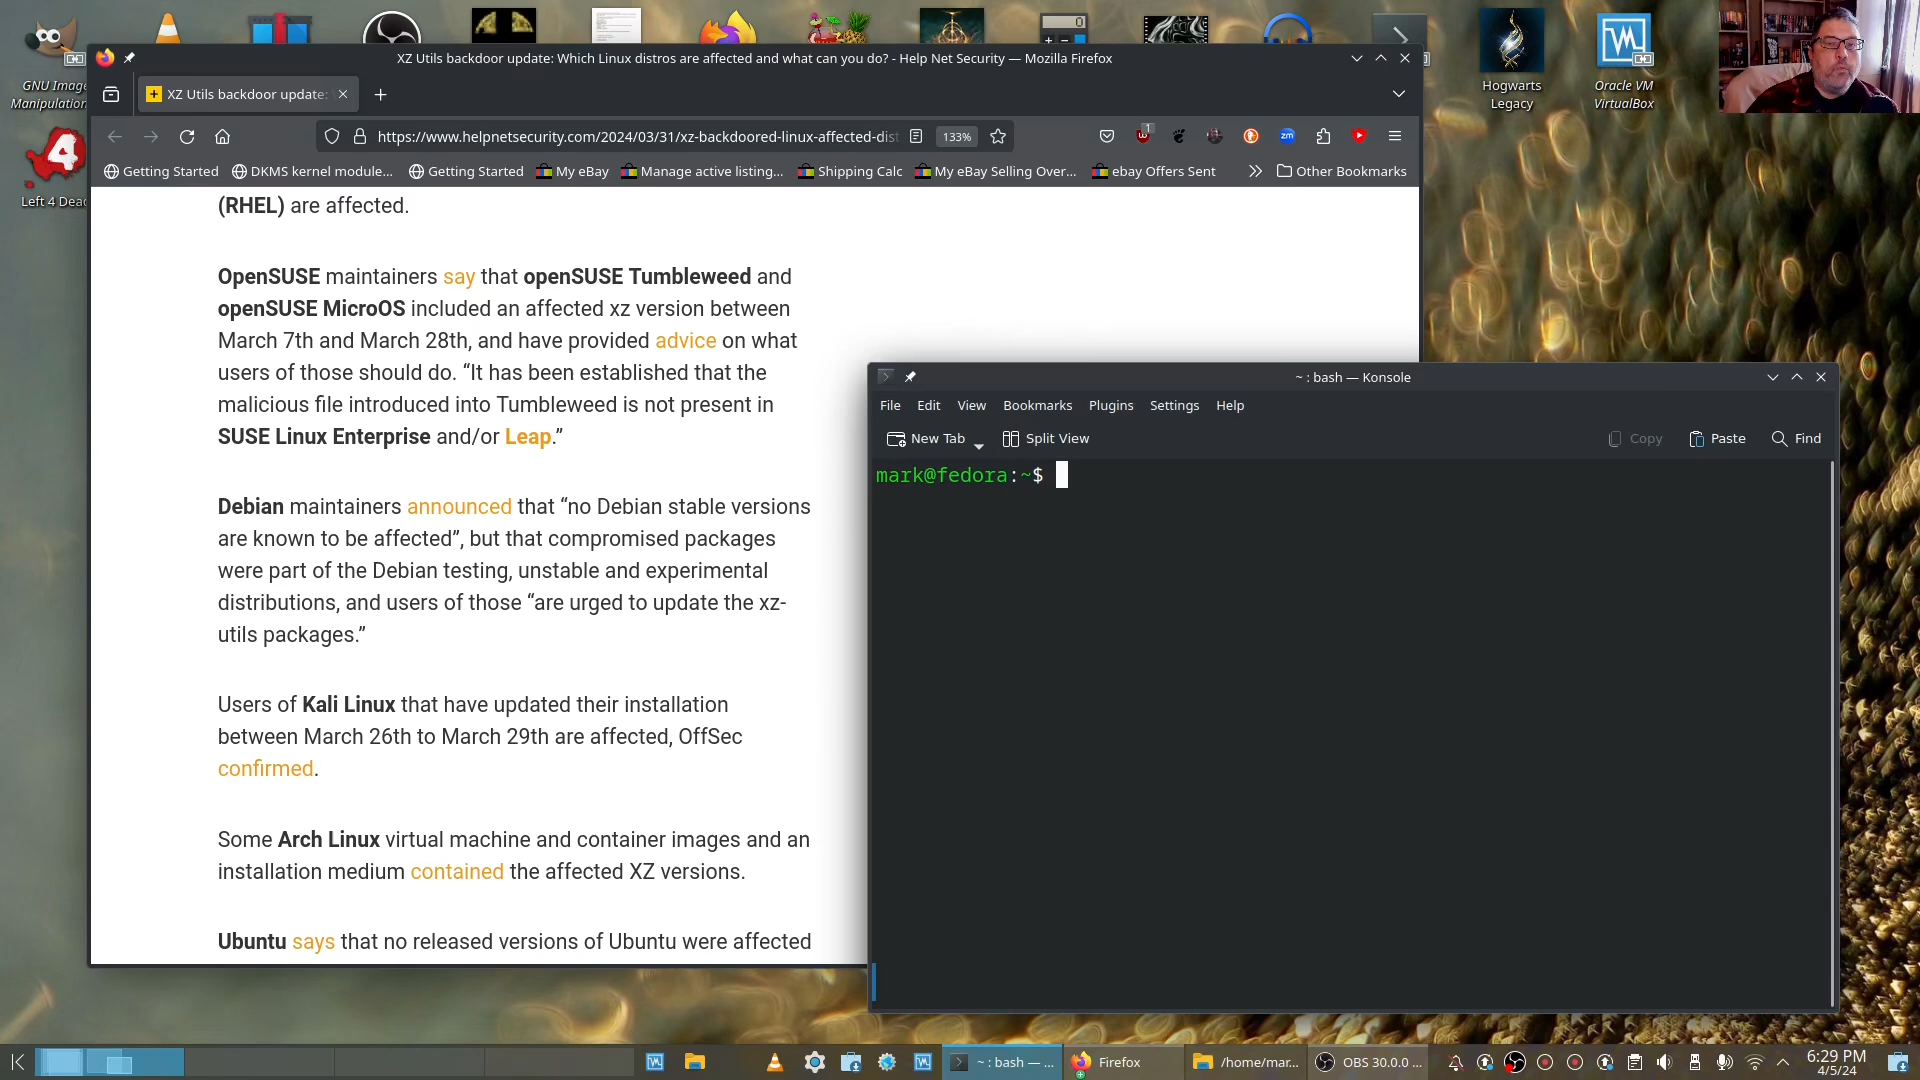 GNU Image
Manipulation
Left 4 Dea
Hogwarts
Legacy
Oracle VM
VirtualBox
XZ Utils backdoor update: Which Linux distros are affected and what can you do? - Help Net Security — Mozilla Firefox
XZ Utils backdoor update:
https://www.helpnetsecurity.com/2024/03/31/xz-backdoored-linux-affected-dist
133%
Getting Started
DKMS kernel module...
Getting Started
My eBay
Manage active listing...
Shipping Calc
My eBay Selling Over...
ebay Offers Sent
Other Bookmarks
(RHEL) are affected.
OpenSUSE maintainers say that openSUSE Tumbleweed and
openSUSE MicroOS included an affected xz version between
March 7th and March 28th, and have provided advice on what
users of those should do. “It has been established that the
malicious file introduced into Tumbleweed is not present in
SUSE Linux Enterprise and/or Leap.”
Debian maintainers announced that “no Debian stable versions
are known to be affected”, but that compromised packages
were part of the Debian testing, unstable and experimental
distributions, and users of those “are urged to update the xz-
utils packages.”
Users of Kali Linux that have updated their installation
between March 26th to March 29th are affected, OffSec
confirmed.
Some Arch Linux virtual machine and container images and an
installation medium contained the affected XZ versions.
Ubuntu says that no released versions of Ubuntu were affected
~ : bash — Konsole
File Edit View Bookmarks Plugins Settings Help
New Tab
Split View
Copy
Paste
Find
mark@fedora:~$
~ : bash — ...
Firefox
/home/mar...
OBS 30.0.0 ...
6:29 PM
4/5/24